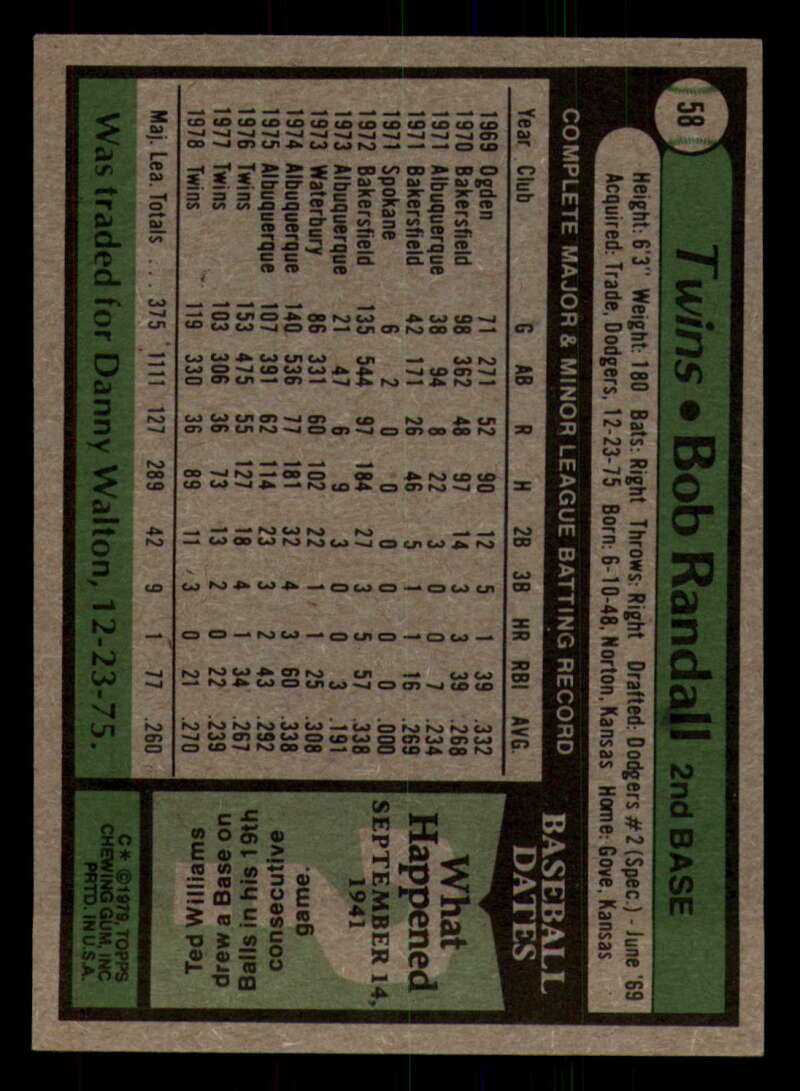 58
Twins • Bob Randall 2nd BASE
Height: 6'3" Weight: 180 Bats: Right Throws: Right Drafted: Dodgers #2 (Spec.) - June '69
Acquired: Trade, Dodgers, 12-23-75 Born: 6-10-48, Norton, Kansas Home: Gove, Kansas
COMPLETE MAJOR & MINOR LEAGUE BATTING RECORD
Year Club G AB R H 2B 3B HR RBI AVG.
1969 Ogden 71 271 52 90 12 5 1 39 .332
1970 Bakersfield 98 362 48 97 14 3 3 39 .268
1971 Albuquerque 38 94 8 22 3 0 0 7 .234
1971 Bakersfield 42 171 26 46 5 1 1 16 .269
1971 Spokane 6 2 0 0 0 0 0 0 .000
1972 Bakersfield 135 544 97 184 27 3 5 57 .338
1973 Albuquerque 21 47 6 9 3 0 0 3 .191
1973 Waterbury 86 331 60 102 22 1 1 25 .308
1974 Albuquerque 140 536 77 181 32 4 3 60 .338
1975 Albuquerque 107 391 62 114 23 3 2 43 .292
1976 Twins 153 475 55 127 18 4 1 34 .267
1977 Twins 103 306 36 73 13 2 0 22 .239
1978 Twins 119 330 36 89 11 3 0 21 .270
Maj. Lea. Totals ... 375 1111 127 289 42 9 1 77 .260
Was traded for Danny Walton, 12-23-75.
BASEBALL
DATES
What
Happened
SEPTEMBER 14,
1941
Ted Williams
drew a Base on
Balls in his 19th
consecutive
game.
C* ©1979, TOPPS
CHEWING GUM, INC
PRTD. IN U.S.A.